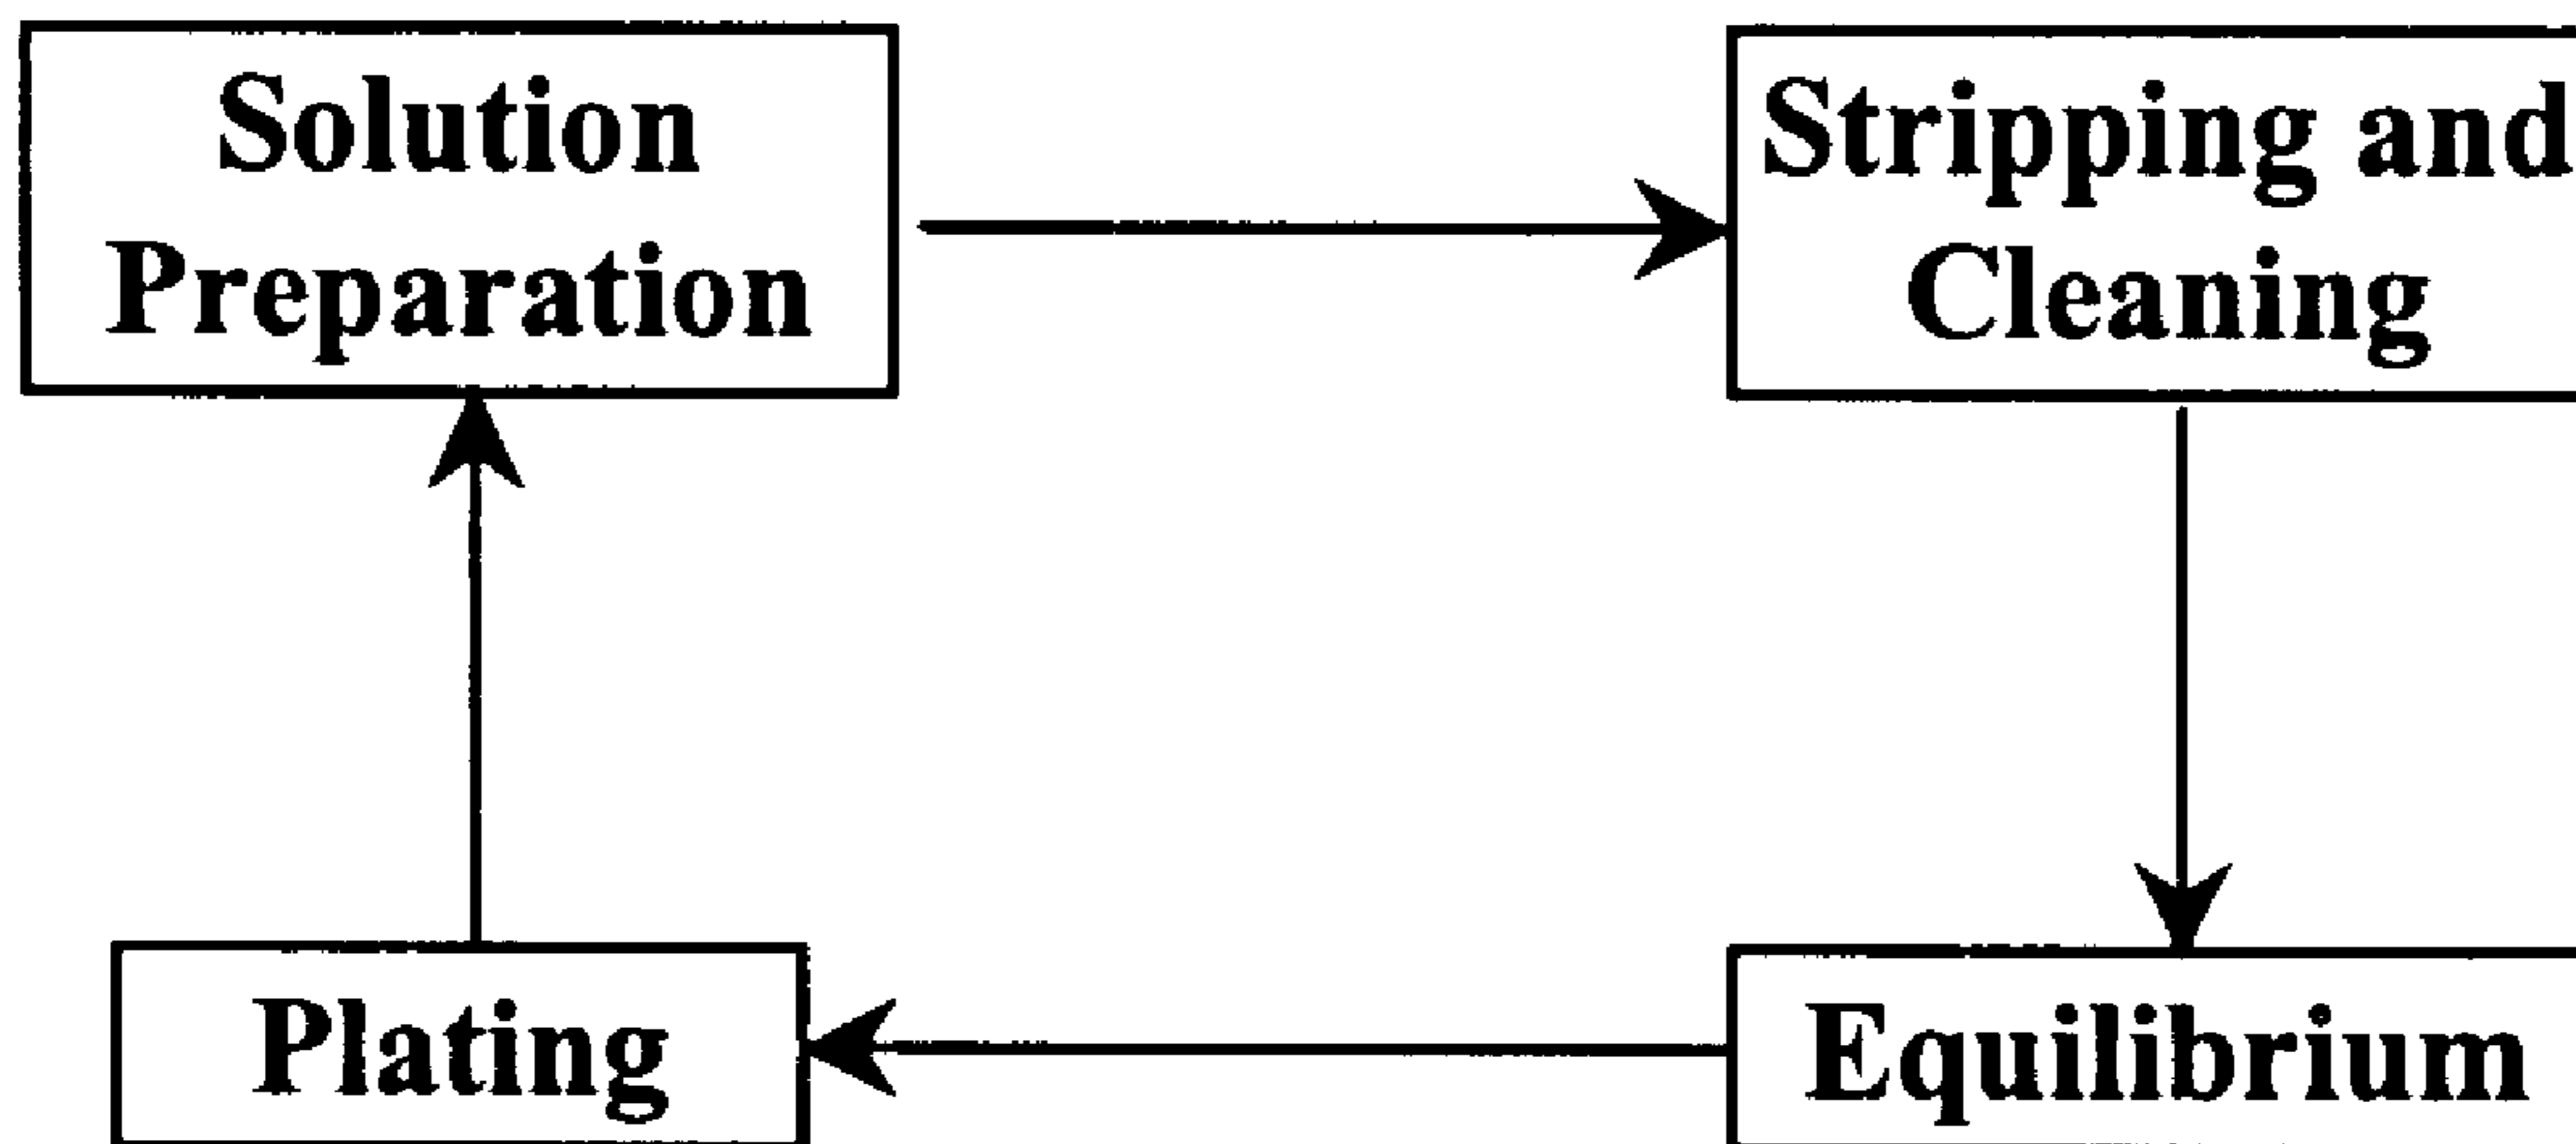 Solution
Preparation
Stripping and
Cleaning
Plating
Equilibrium